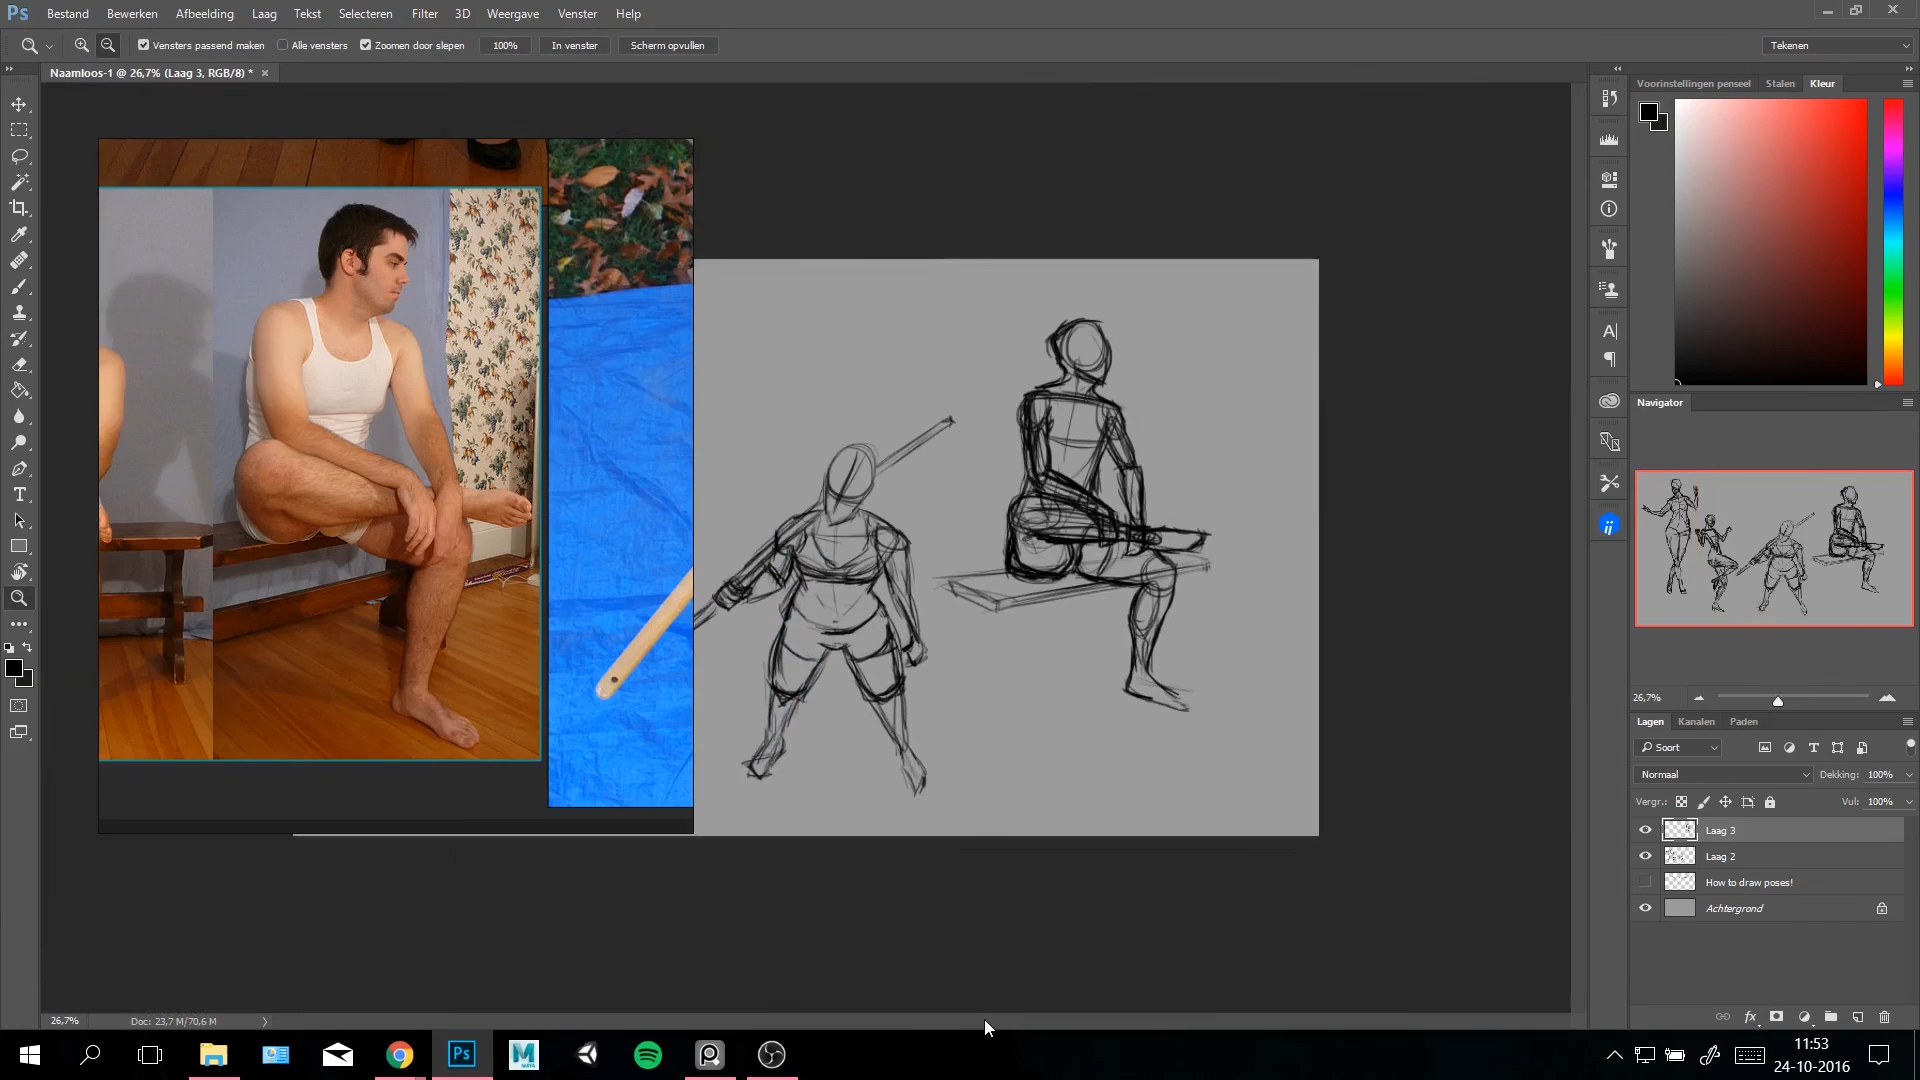 Ps Bestand Bewerken Afbeelding Laag Tekst Selecteren Filter 3D Weergave Venster Help
Vensters passend maken Alle vensters Zoomen door slepen 100% In venster Scherm opvullen Tekenen
Naamloos-1 @ 26,7% (Laag 3, RGB/8) *
Voorinstellingen penseel Stalen Kleur
Navigator
26,7%
Lagen Kanalen Paden
Soort
Normaal Dekking: 100%
Vergr.: Vul: 100%
Laag 3
Laag 2
How to draw poses!
Achtergrond
26,7% Doc: 23,7 M/70,6 M
Ps
11:53
24-10-2016